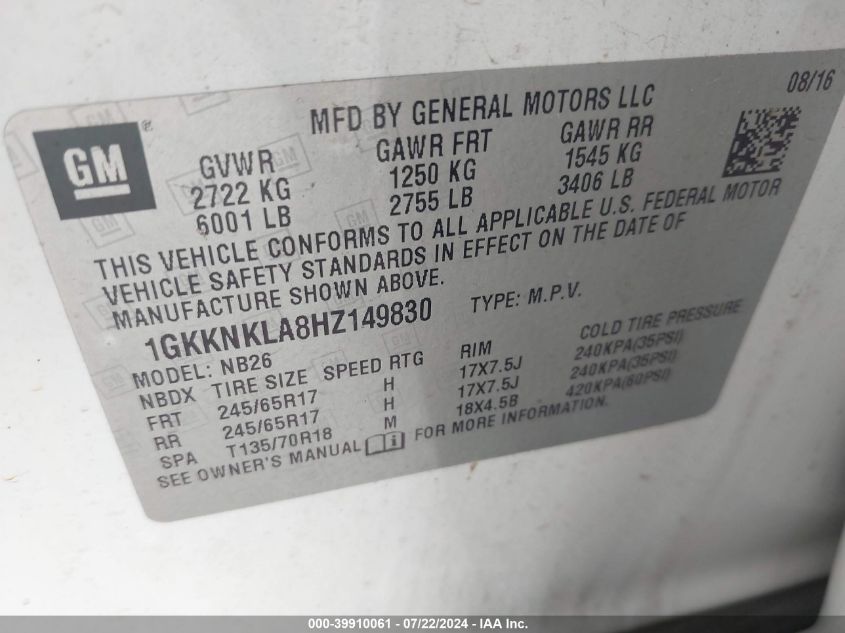 08/16
GM®
MFD BY GENERAL MOTORS LLC
GVWR GAWR FRT GAWR RR
2722 KG 1250 KG 1545 KG
6001 LB 2755 LB 3406 LB
THIS VEHICLE CONFORMS TO ALL APPLICABLE U.S. FEDERAL MOTOR
VEHICLE SAFETY STANDARDS IN EFFECT ON THE DATE OF
MANUFACTURE SHOWN ABOVE.
1GKKNKLA8HZ149830 TYPE: M.P.V.
MODEL: NB26
NBDX TIRE SIZE SPEED RTG RIM COLD TIRE PRESSURE
FRT 245/65R17 H 17X7.5J 240KPA(35PSI)
RR 245/65R17 H 17X7.5J 240KPA(35PSI)
SPA T135/70R18 M 18X4.5B 420KPA(60PSI)
SEE OWNER'S MANUAL FOR MORE INFORMATION.
000-39910061 - 07/22/2024 - IAA Inc.